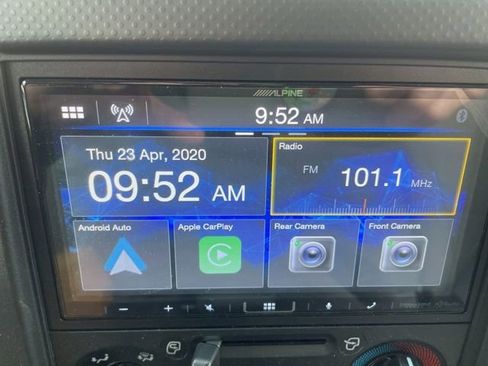 ALPINE
9:52 AM
Thu 23 Apr, 2020
09:52 AM
Radio
FM 101.1 MHz
Android Auto
Apple CarPlay
Rear Camera
Front Camera